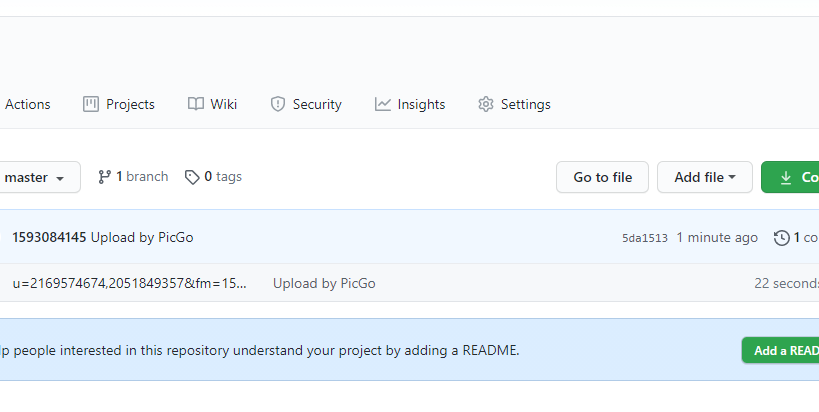 Actions Projects Wiki Security Insights Settings
master 1 branch 0 tags Go to file Add file Co
1593084145 Upload by PicGo 5da1513 1 minute ago 1 co
u=2169574674,2051849357&fm=15... Upload by PicGo 22 seconds
lp people interested in this repository understand your project by adding a README. Add a READ